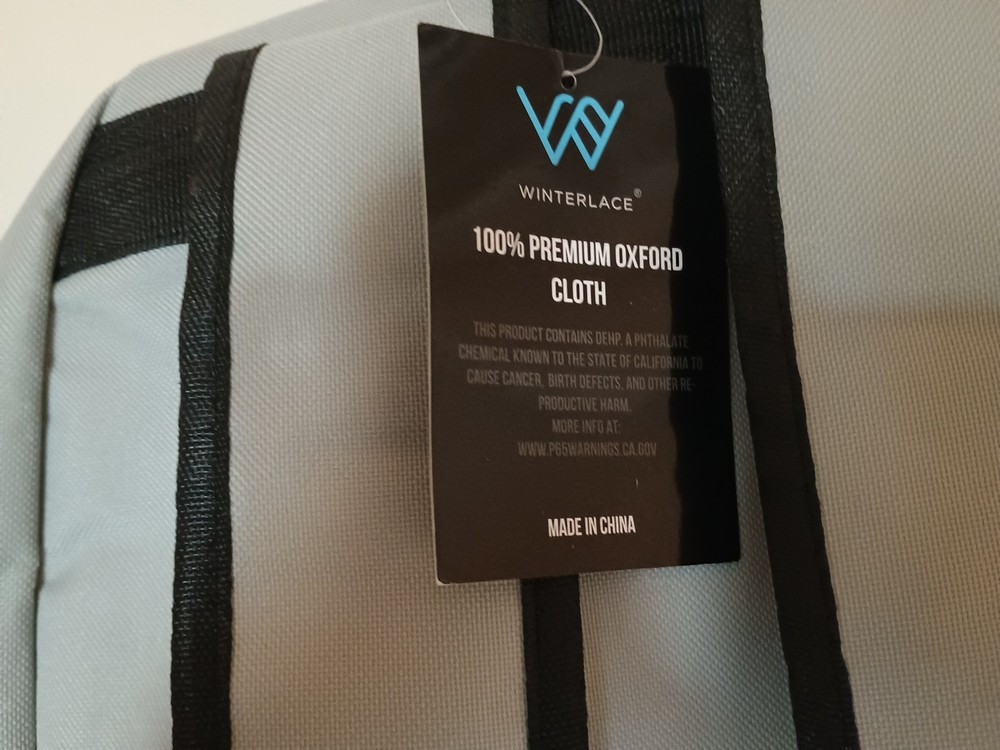 WINTERLACE®
100% PREMIUM OXFORD
CLOTH
THIS PRODUCT CONTAINS DEHP, A PHTHALATE
CHEMICAL KNOWN TO THE STATE OF CALIFORNIA TO
CAUSE CANCER, BIRTH DEFECTS, AND OTHER RE-
PRODUCTIVE HARM.
MORE INFO AT:
WWW.P65WARNINGS.CA.GOV
MADE IN CHINA